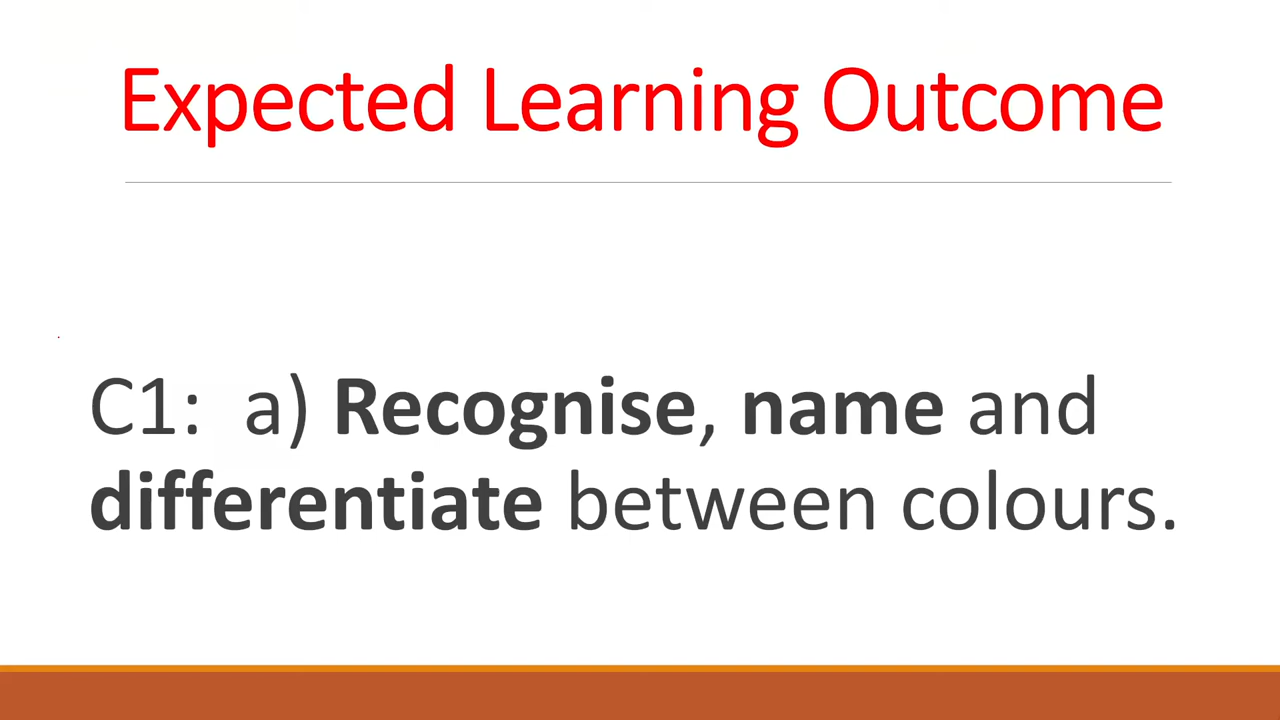 Expected Learning Outcome
C1: a) Recognise, name and
differentiate between colours.